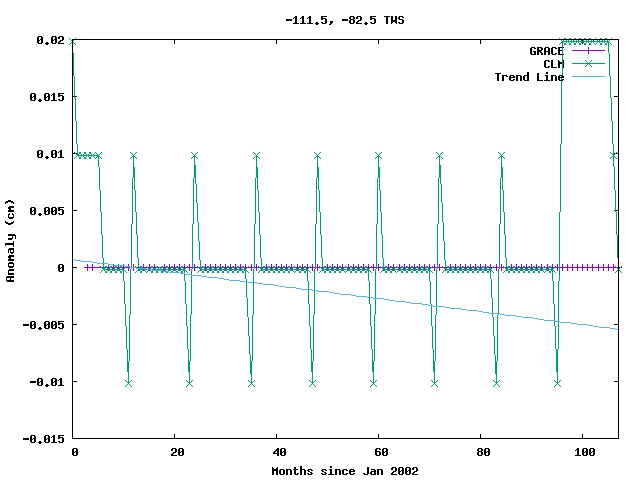 -111.5, -82.5 TWS
0.02
0.015
0.01
0.005
0
-0.005
-0.01
-0.015
Anomaly (cm)
GRACE
CLM
Trend Line
0 20 40 60 80 100
Months since Jan 2002